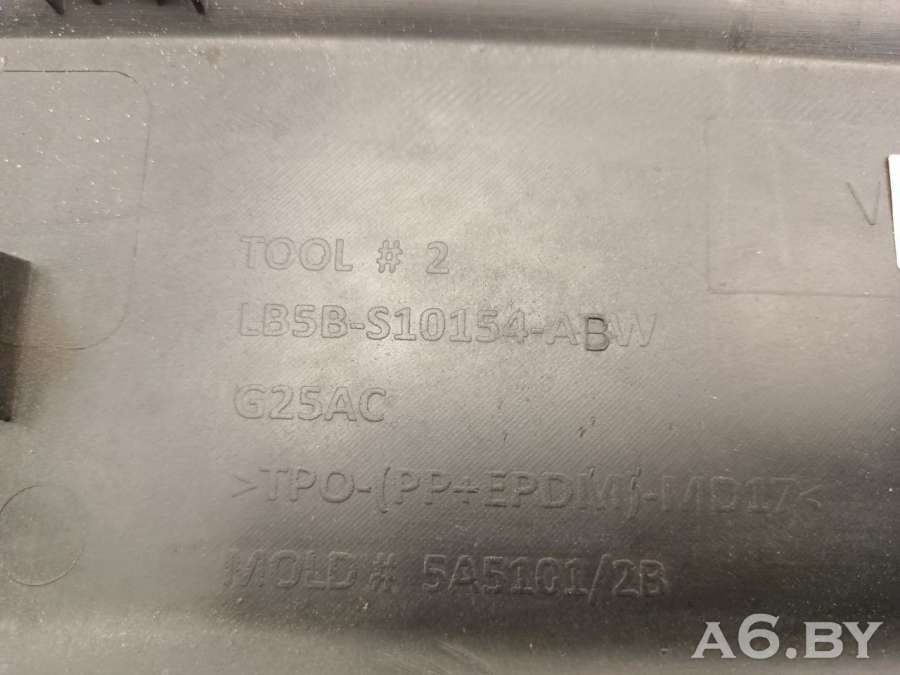 TOOL # 2
LB5B-S10154-ABW
G25AC
>TPO-(PP+EPDM)-MD17<
MOLD # 5A5101/2B
V
A6.BY